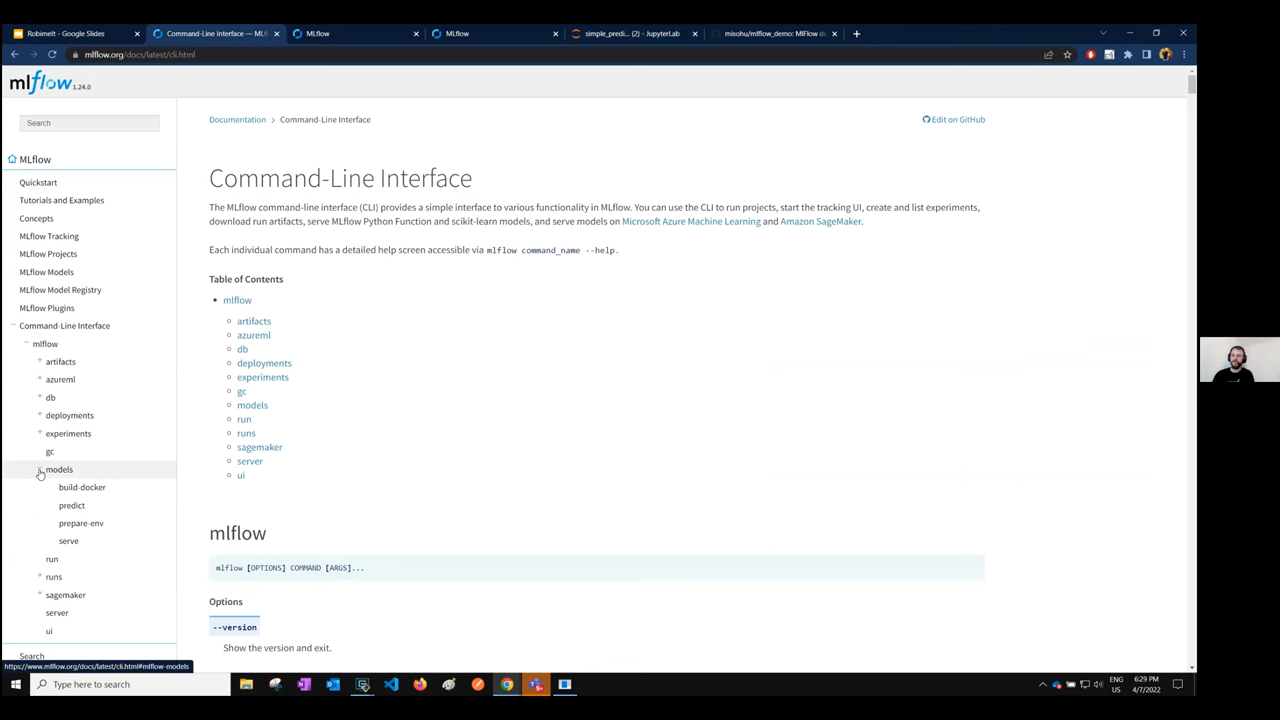 Robimelt - Google Slides
Command-Line Interface — MLfl
MLflow
MLflow
simple_predi... (2) - JupyterLab
misohu/mlflow_demo: MlFlow de
mlflow.org/docs/latest/cli.html
mlflow 1.24.0
Search
Documentation > Command-Line Interface
Edit on GitHub
MLflow
Quickstart
Tutorials and Examples
Concepts
MLflow Tracking
MLflow Projects
MLflow Models
MLflow Model Registry
MLflow Plugins
Command-Line Interface
mlflow
artifacts
azureml
db
deployments
experiments
gc
models
build-docker
predict
prepare-env
serve
run
runs
sagemaker
server
ui
Search
Command-Line Interface
The MLflow command-line interface (CLI) provides a simple interface to various functionality in MLflow. You can use the CLI to run projects, start the tracking UI, create and list experiments,
download run artifacts, serve MLflow Python Function and scikit-learn models, and serve models on Microsoft Azure Machine Learning and Amazon SageMaker.
Each individual command has a detailed help screen accessible via mlflow command_name --help.
Table of Contents
mlflow
artifacts
azureml
db
deployments
experiments
gc
models
run
runs
sagemaker
server
ui
mlflow
mlflow [OPTIONS] COMMAND [ARGS]...
Options
--version
Show the version and exit.
https://www.mlflow.org/docs/latest/cli.html#mlflow-models
Type here to search
ENG
US
6:29 PM
4/7/2022